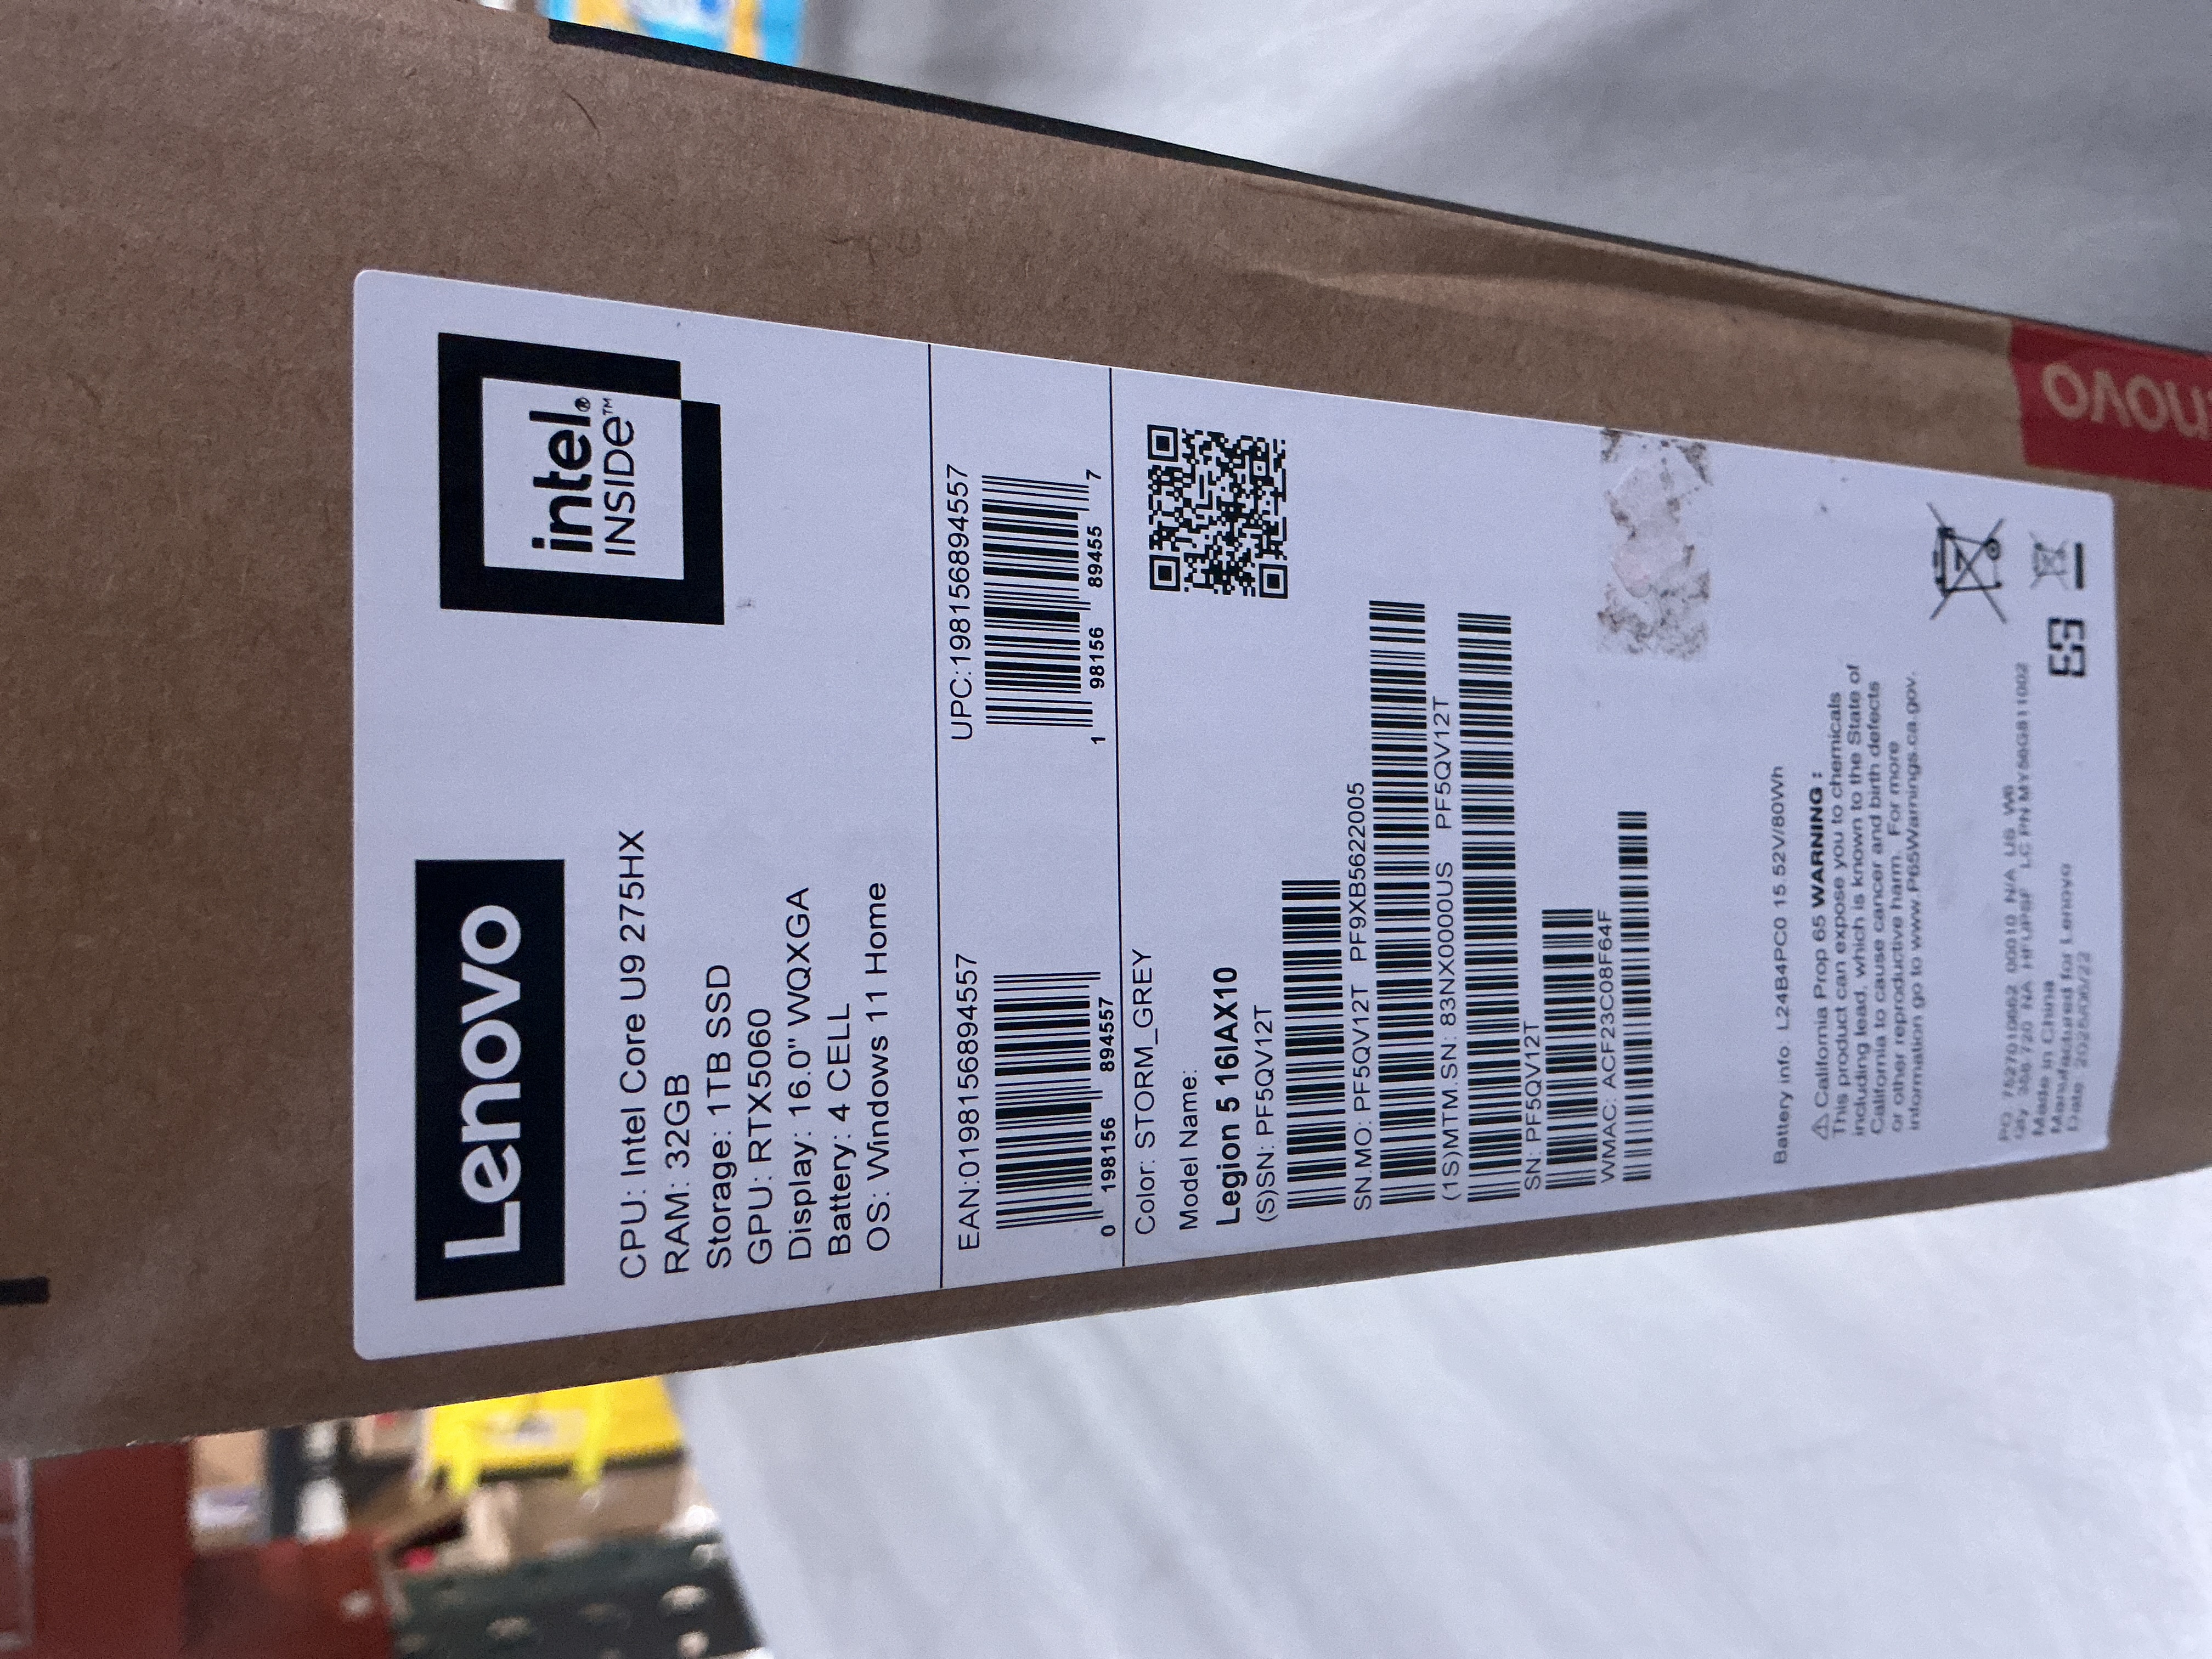 Lenovo
intel®
INSIDE™
CPU: Intel Core U9 275HX
RAM: 32GB
Storage: 1TB SSD
GPU: RTX5060
Display: 16.0" WQXGA
Battery: 4 CELL
OS: Windows 11 Home
EAN:0198156894557
0 198156 894557
UPC:198156894557
1 98156 89455 7
Color: STORM_GREY
Model Name:
Legion 5 16IAX10
(S)SN: PF5QV12T
SN.MO: PF5QV12T PF9XB5622005
(1S)MTM.SN: 83NX0000US PF5QV12T
SN: PF5QV12T
WMAC: ACF23C08F64F
Battery info: L24B4PC0 15.52V/80Wh
⚠ California Prop 65 WARNING :
This product can expose you to chemicals
including lead, which is known to the State of
California to cause cancer and birth defects
or other reproductive harm. For more
information go to www.P65Warnings.ca.gov.
Made in China
Manufactured for Lenovo
novo